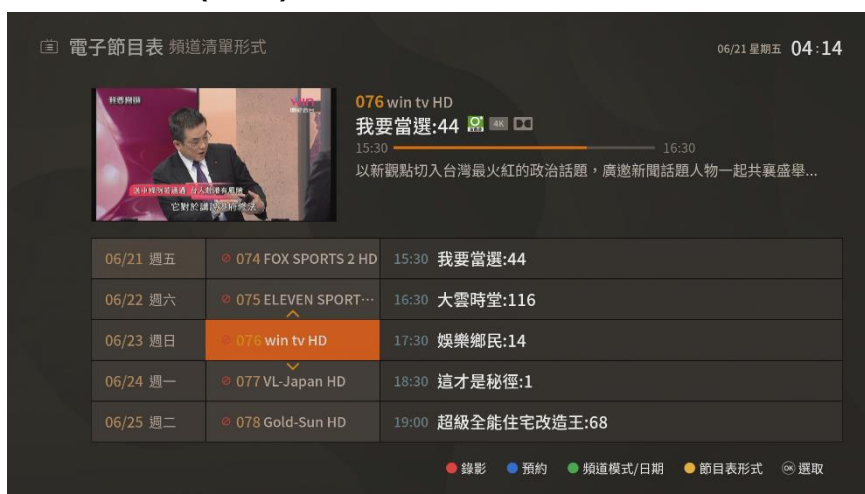 電子節目表 頻道清單形式
06/21 星期五 04:14
076 win tv HD
我要當選:44 4K
15:30 16:30
以新觀點切入台灣最火紅的政治話題，廣邀新聞話題人物一起共襄盛舉...
06/21 週五 074 FOX SPORTS 2 HD 15:30 我要當選:44
06/22 週六 075 ELEVEN SPORT… 16:30 大雲時堂:116
06/23 週日 076 win tv HD 17:30 娛樂鄉民:14
06/24 週一 077 VL-Japan HD 18:30 這才是秘徑:1
06/25 週二 078 Gold-Sun HD 19:00 超級全能住宅改造王:68
錄影 預約 頻道模式/日期 節目表形式 OK 選取